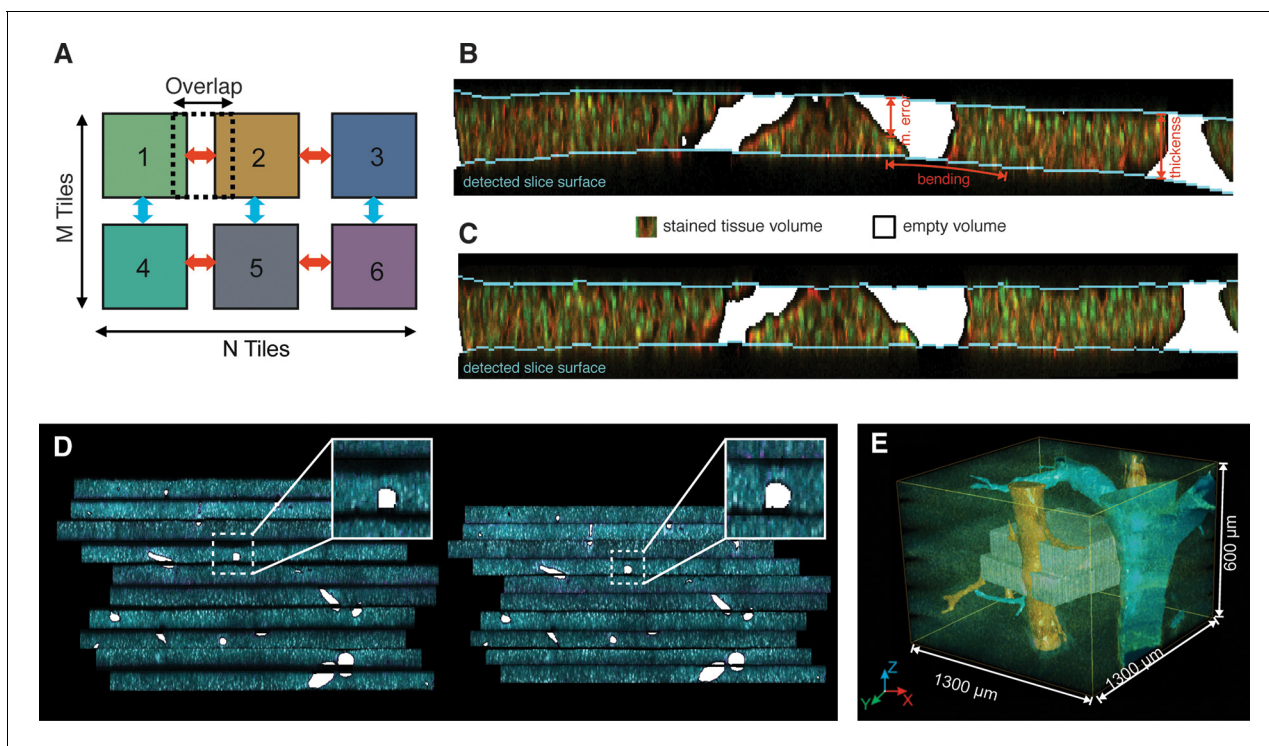 A
Overlap
1
2
3
M Tiles
4
5
6
N Tiles
B
m. error
bending
thickenss
detected slice surface
stained tissue volume
empty volume
C
detected slice surface
D
E
600 µm
1300 µm
1300 µm
Z
Y
X